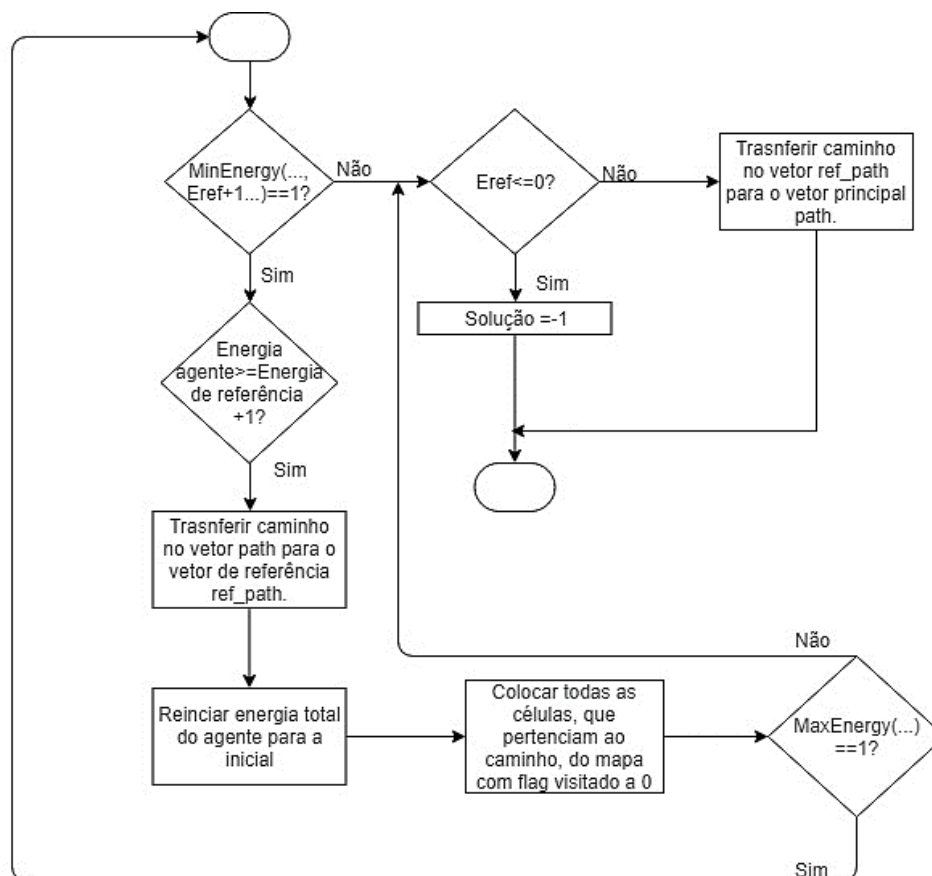 MinEnergy(...,
Eref+1...)==1?
Não
Eref<=0?
Não
Trasnferir caminho
no vetor ref_path
para o vetor principal
path.
Sim
Sim
Solução =-1
Energia
agente>=Energia
de referência
+1?
Sim
Trasnferir caminho
no vetor path para o
vetor de referência
ref_path.
Não
Reinciar energia total
do agente para a
inicial
Colocar todas as
células, que
pertenciam ao
caminho, do mapa
com flag visitado a 0
MaxEnergy(...)
==1?
Sim